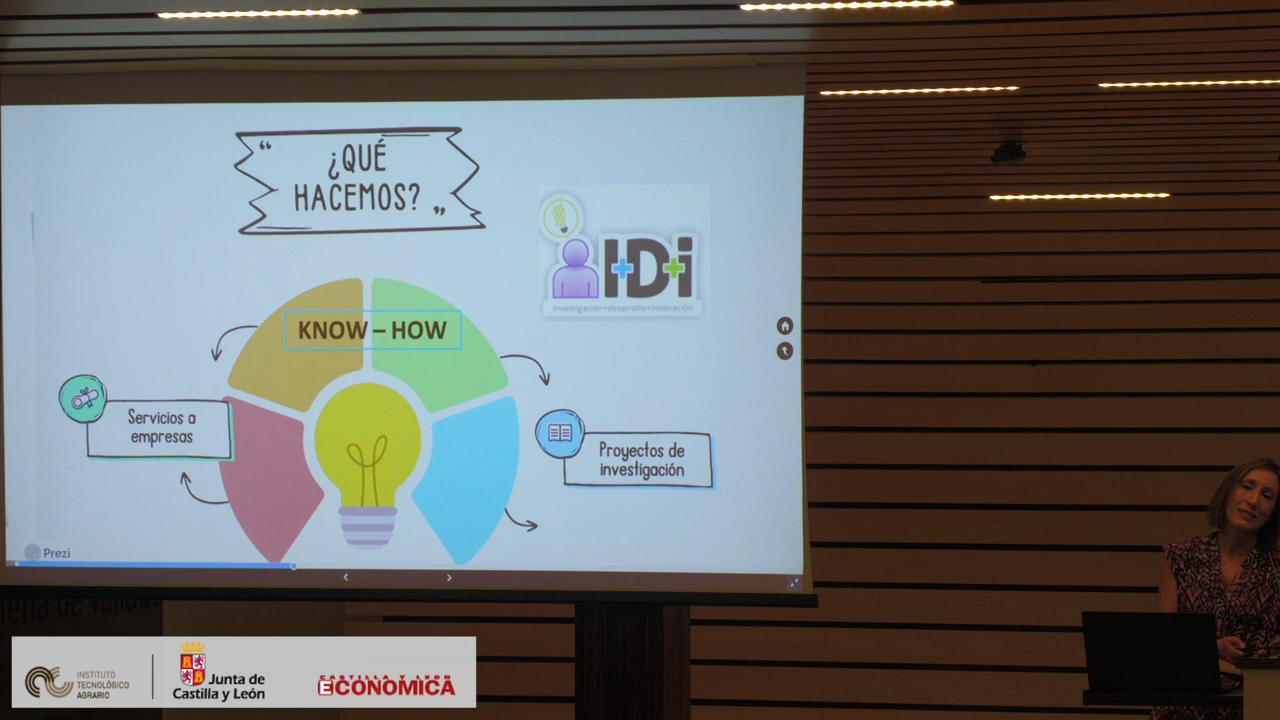 “ ¿QUÉ
HACEMOS? ”
I+D+i
investigación+desarrollo+innovación
KNOW – HOW
Servicios a
empresas
Proyectos de
investigación
Prezi
INSTITUTO
TECNOLÓGICO
AGRARIO
Junta de
Castilla y León
CASTILLA Y LEÓN
ECONÓMICA